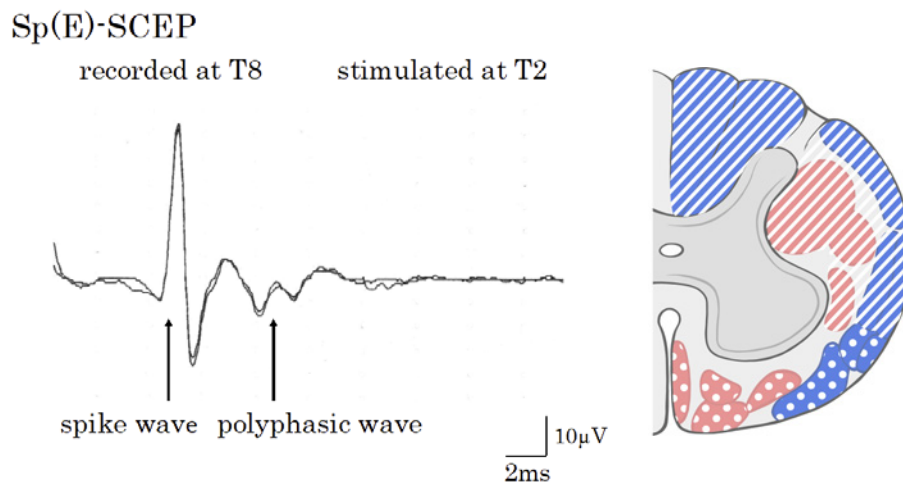 Sp(E)-SCEP
recorded at T8 stimulated at T2
spike wave polyphasic wave
10μV
2ms